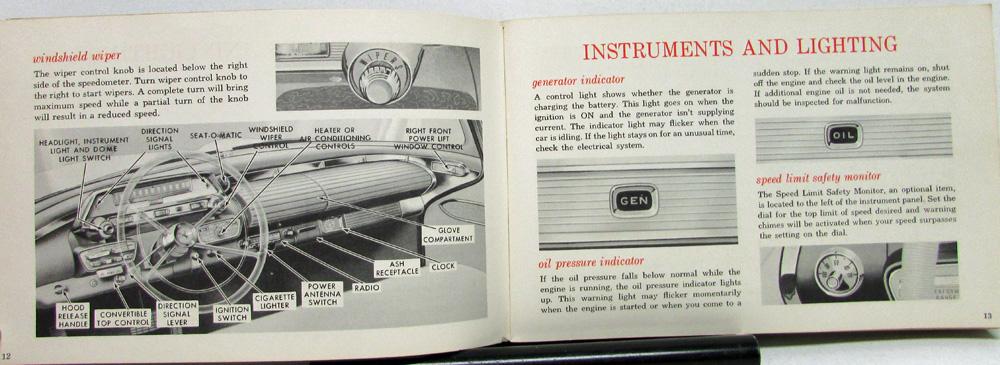 windshield wiper
The wiper control knob is located below the right
side of the speedometer. Turn wiper control knob to
the right to start wipers. A complete turn will bring
maximum speed while a partial turn of the knob
will result in a reduced speed.
WIPERS
HEADLIGHT, INSTRUMENT
LIGHT AND DOME
LIGHT SWITCH
DIRECTION
SIGNAL
LIGHTS
SEAT-O-MATIC
WINDSHIELD
WIPER
CONTROL
HEATER OR
AIR CONDITIONING
CONTROLS
RIGHT FRONT
POWER LIFT
WINDOW CONTROL
GLOVE
COMPARTMENT
CLOCK
ASH
RECEPTACLE
RADIO
POWER
ANTENNA
SWITCH
CIGARETTE
LIGHTER
IGNITION
SWITCH
DIRECTION
SIGNAL
LEVER
CONVERTIBLE
TOP CONTROL
HOOD
RELEASE
HANDLE
12
INSTRUMENTS AND LIGHTING
generator indicator
A control light shows whether the generator is
charging the battery. This light goes on when the
ignition is ON and the generator isn't supplying
current. The indicator light may flicker when the
car is idling. If the light stays on for an unusual time,
check the electrical system.
GEN
oil pressure indicator
If the oil pressure falls below normal while the
engine is running, the oil pressure indicator lights
up. This warning light may flicker momentarily
when the engine is started or when you come to a
sudden stop. If the warning light remains on, shut
off the engine and check the oil level in the engine.
If additional engine oil is not needed, the system
should be inspected for malfunction.
OIL
speed limit safety monitor
The Speed Limit Safety Monitor, an optional item,
is located to the left of the instrument panel. Set the
dial for the top limit of speed desired and warning
chimes will be activated when your speed surpasses
the setting on the dial.
13